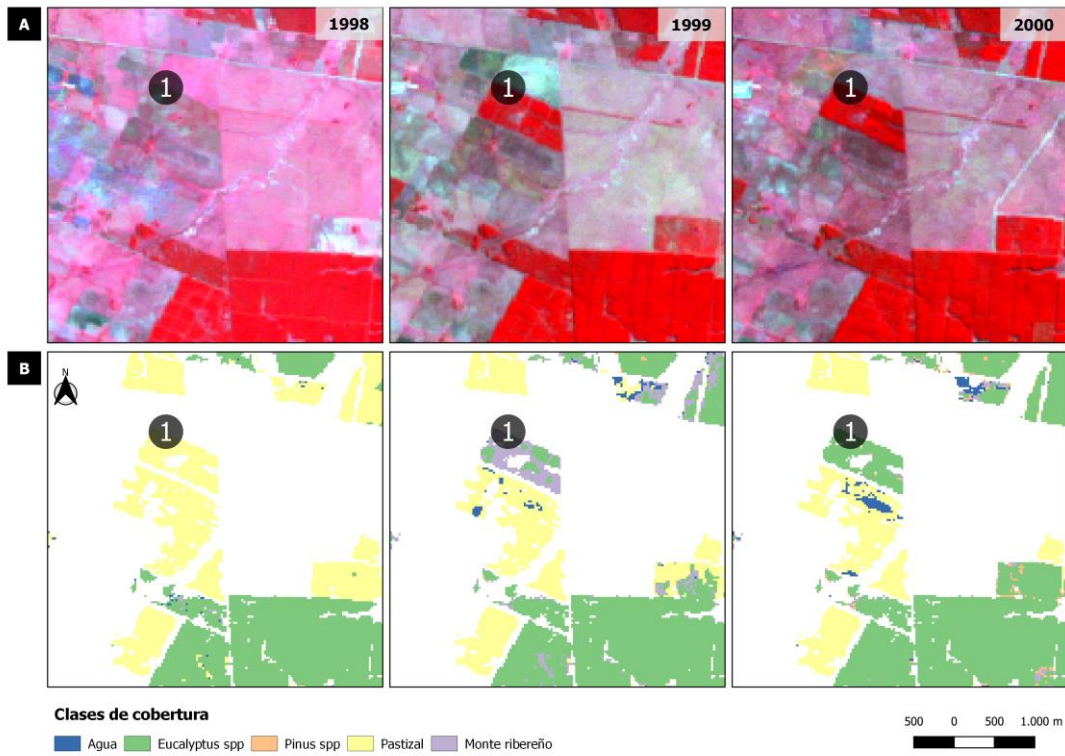 A
1998
1999
2000
1
1
1
B
N
1
1
1
Clases de cobertura
Agua
Eucalyptus spp
Pinus spp
Pastizal
Monte ribereño
500 0 500 1.000 m